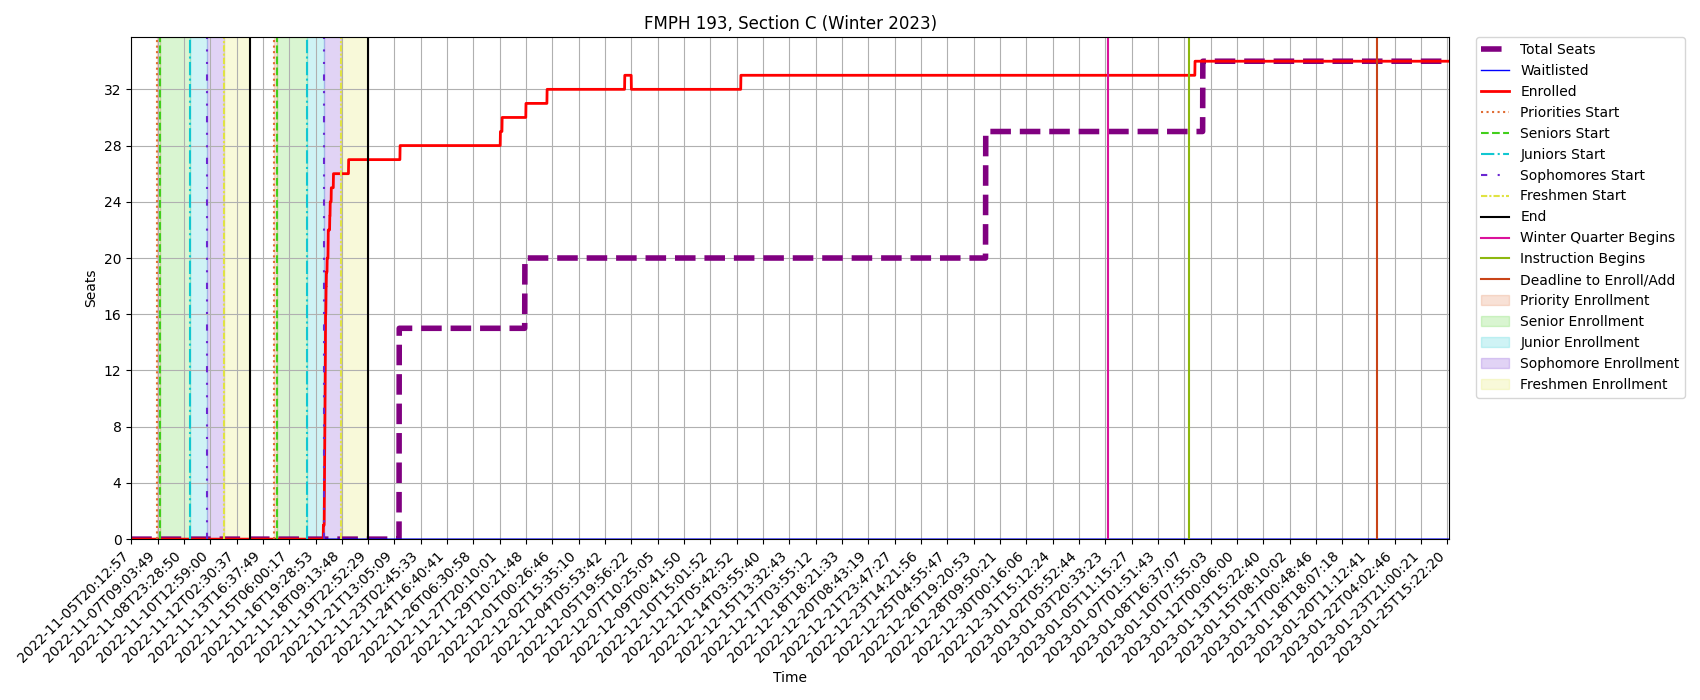 FMPH 193, Section C (Winter 2023)
Seats
32
28
24
20
16
12
8
4
0
2022-11-05T20:12:57
2022-11-07T09:03:49
2022-11-08T23:28:50
2022-11-10T12:59:00
2022-11-12T02:30:37
2022-11-13T16:37:49
2022-11-15T06:00:17
2022-11-16T19:28:53
2022-11-18T09:13:48
2022-11-19T22:52:29
2022-11-21T13:05:09
2022-11-23T02:45:33
2022-11-24T16:40:41
2022-11-26T06:30:58
2022-11-27T20:10:01
2022-11-29T10:21:48
2022-12-01T00:26:46
2022-12-02T15:35:10
2022-12-04T05:53:42
2022-12-05T19:56:22
2022-12-07T10:25:05
2022-12-09T00:41:50
2022-12-10T15:01:52
2022-12-12T05:42:52
2022-12-14T03:55:40
2022-12-15T13:32:43
2022-12-17T03:55:12
2022-12-18T18:21:33
2022-12-20T08:43:19
2022-12-21T23:47:27
2022-12-23T14:21:56
2022-12-25T04:55:47
2022-12-26T19:20:53
2022-12-28T09:50:21
2022-12-30T00:16:06
2022-12-31T15:12:24
2023-01-02T05:52:44
2023-01-03T20:33:23
2023-01-05T11:15:27
2023-01-07T01:51:43
2023-01-08T16:37:07
2023-01-10T07:55:03
2023-01-12T00:06:00
2023-01-13T15:22:40
2023-01-15T08:10:02
2023-01-17T00:48:46
2023-01-18T18:07:18
2023-01-20T11:12:41
2023-01-22T04:02:46
2023-01-23T21:00:21
2023-01-25T15:22:20
Time
Total Seats
Waitlisted
Enrolled
Priorities Start
Seniors Start
Juniors Start
Sophomores Start
Freshmen Start
End
Winter Quarter Begins
Instruction Begins
Deadline to Enroll/Add
Priority Enrollment
Senior Enrollment
Junior Enrollment
Sophomore Enrollment
Freshmen Enrollment